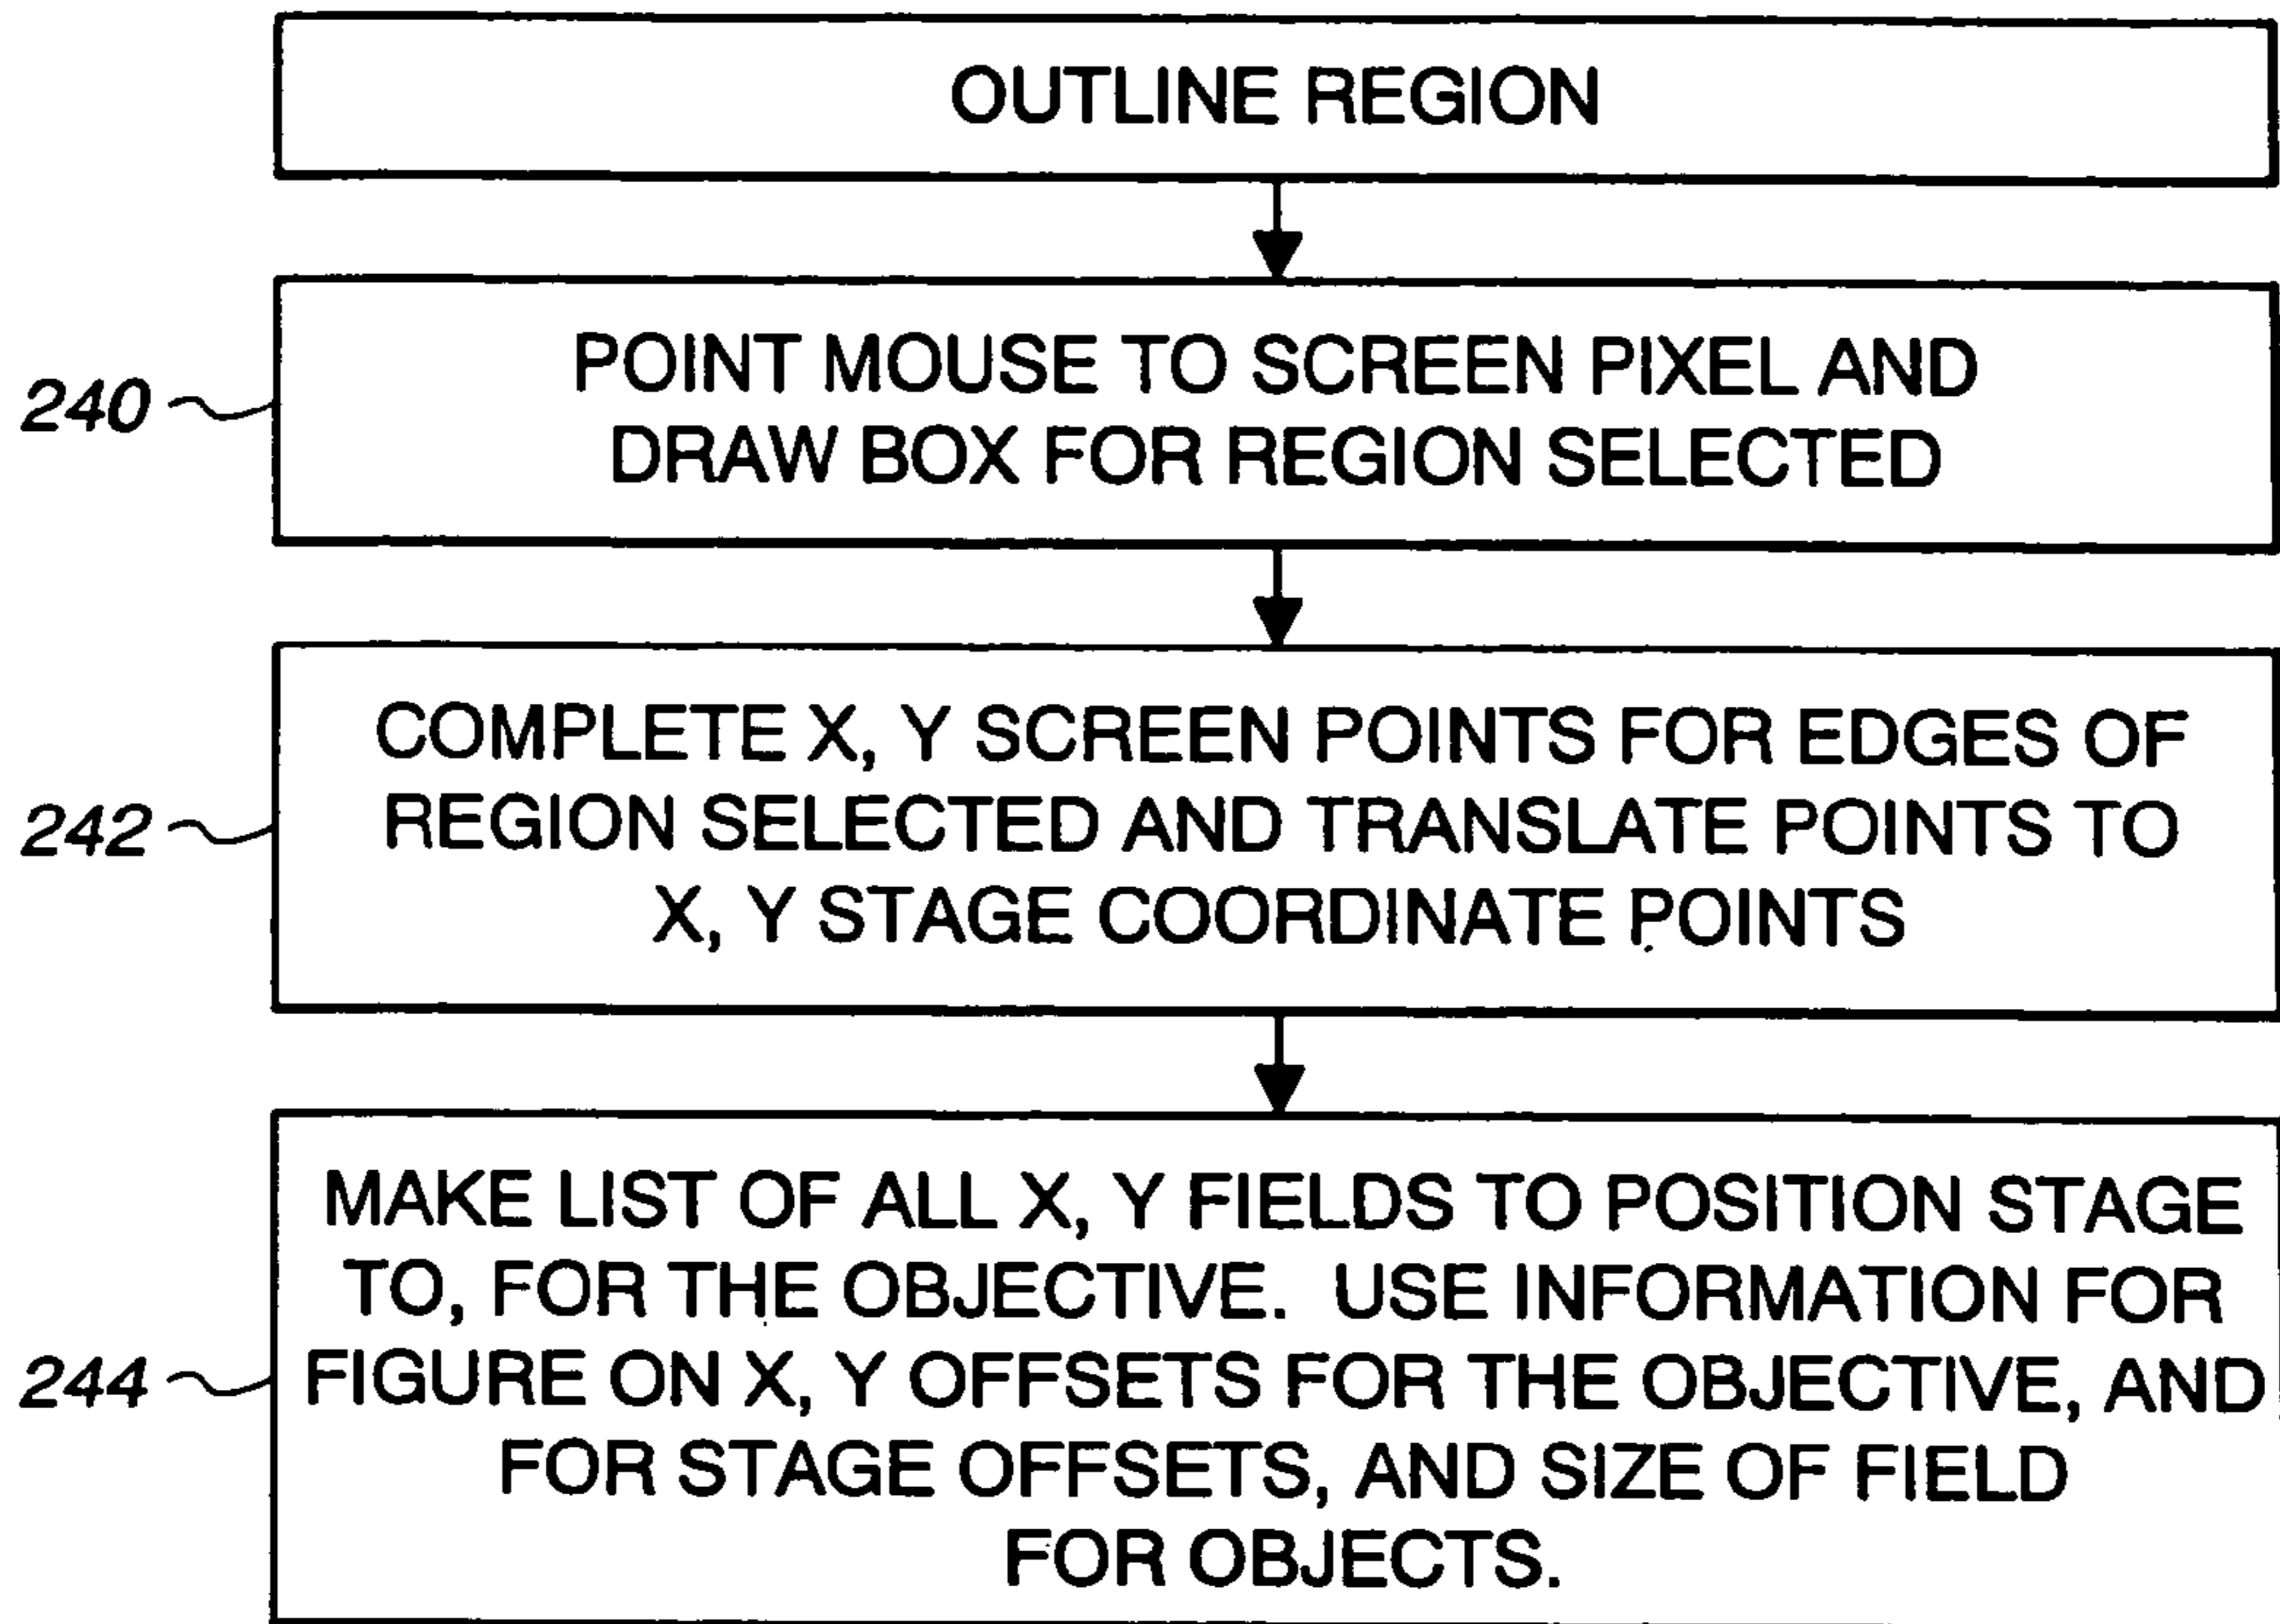 OUTLINE REGION
240
POINT MOUSE TO SCREEN PIXEL AND
DRAW BOX FOR REGION SELECTED
242
COMPLETE X, Y SCREEN POINTS FOR EDGES OF
REGION SELECTED AND TRANSLATE POINTS TO
X, Y STAGE COORDINATE POINTS
244
MAKE LIST OF ALL X, Y FIELDS TO POSITION STAGE
TO, FOR THE OBJECTIVE. USE INFORMATION FOR
FIGURE ON X, Y OFFSETS FOR THE OBJECTIVE, AND
FOR STAGE OFFSETS, AND SIZE OF FIELD
FOR OBJECTS.